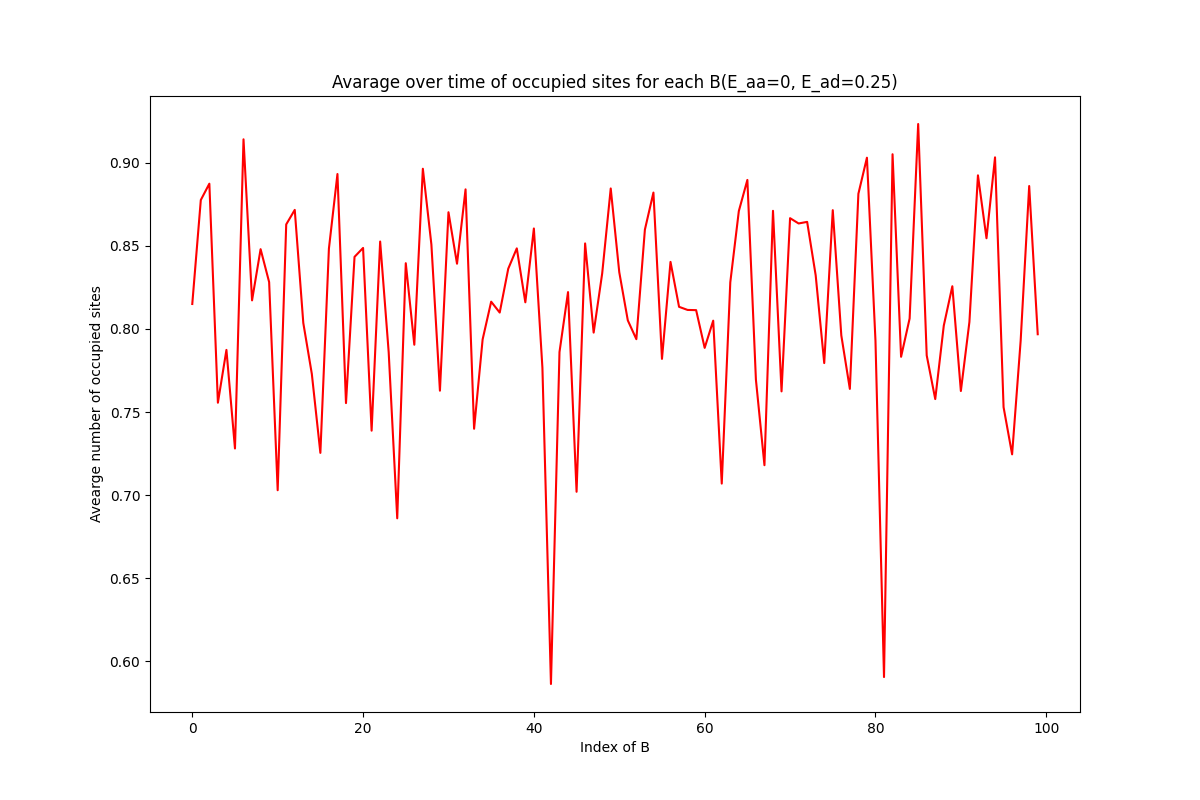 Avarage over time of occupied sites for each B(E_aa=0, E_ad=0.25)
0.90
0.85
0.80
0.75
0.70
0.65
0.60
Avearge number of occupied sites
0 20 40 60 80 100
Index of B